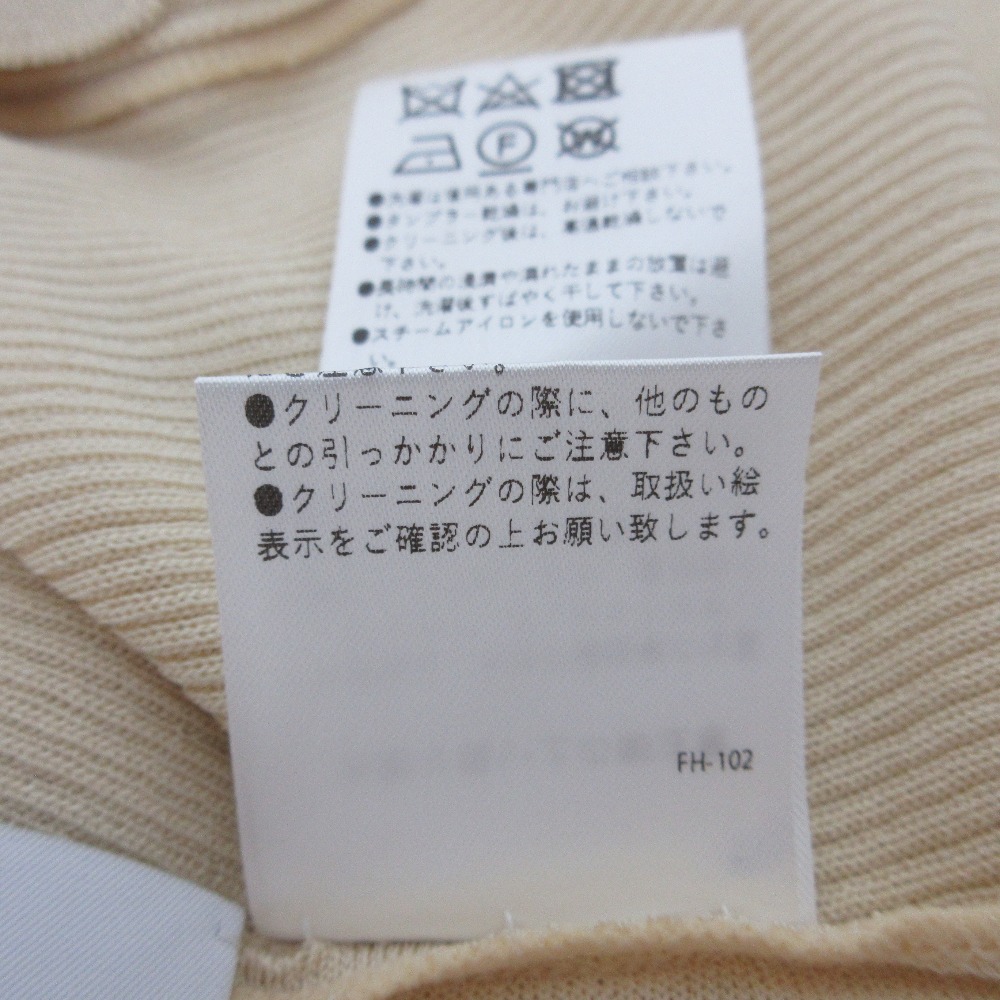 F
W
●洗濯は信用ある専門店へご相談下さい。
●タンブラー乾燥は、お避け下さい。
●クリーニング後は、高温乾燥しないで
下さい。
●長時間の浸漬や濡れたままの放置は避
け、洗濯後すばやく干して下さい。
●スチームアイロンを使用しないで下さ
い。
注意下さい。
●クリーニングの際に、他のもの
との引っかかりにご注意下さい。
●クリーニングの際は、取扱い絵
表示をご確認の上お願い致します。
FH-102